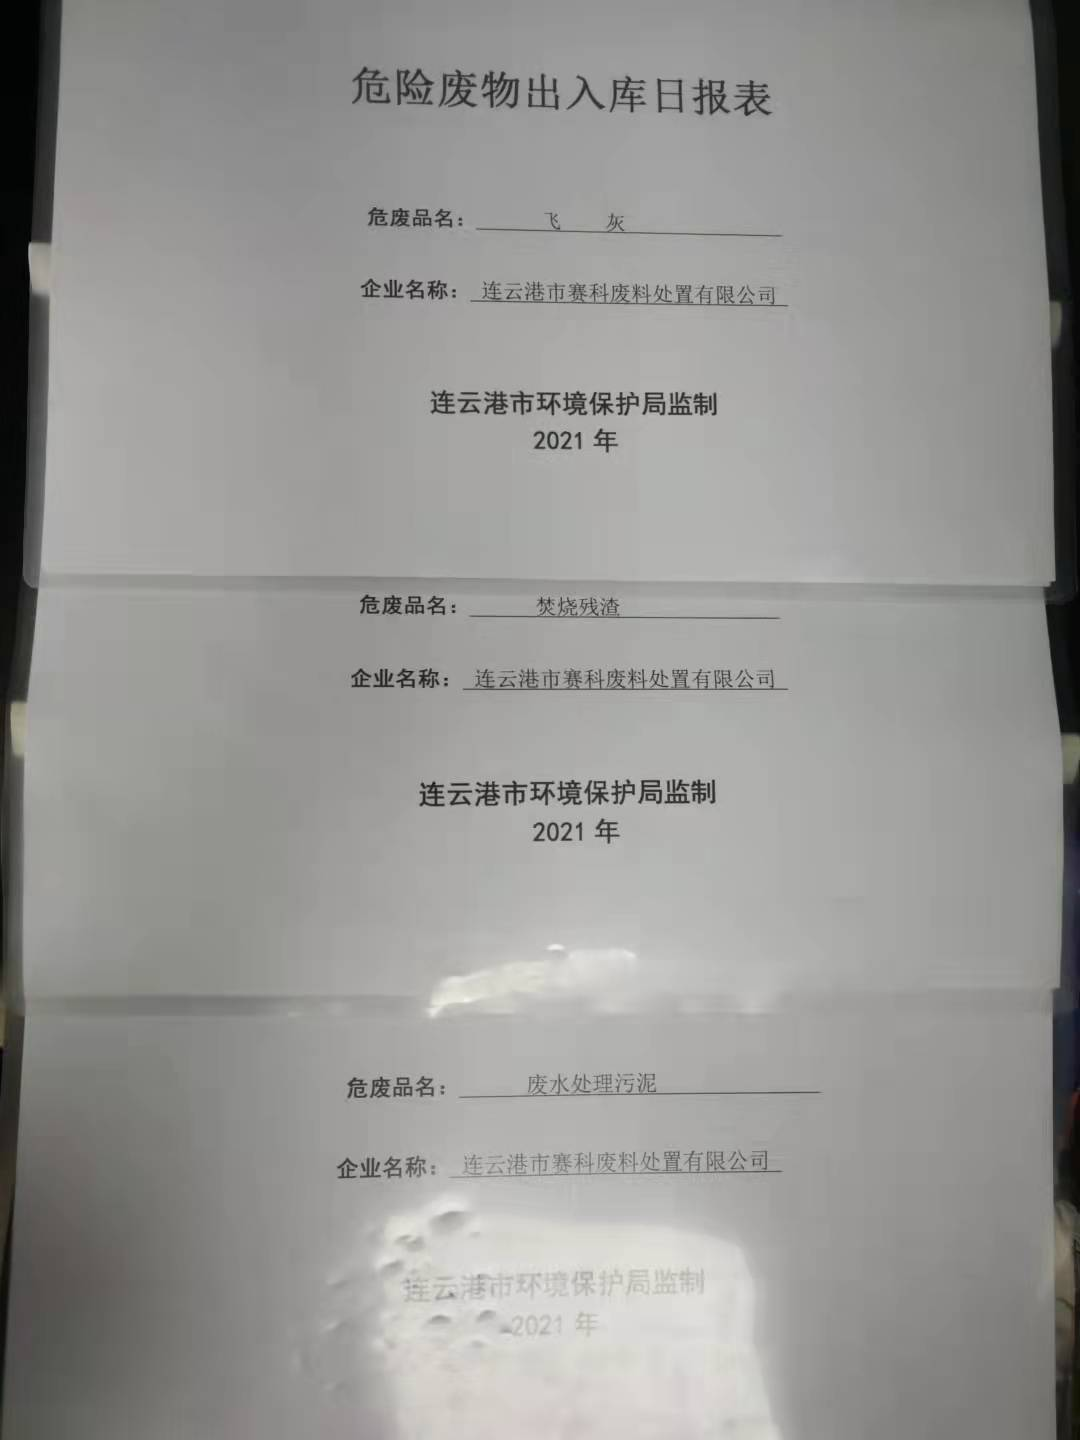 危险废物出入库日报表
危废品名： 飞 灰
企业名称： 连云港市赛科废料处置有限公司
连云港市环境保护局监制
2021 年
危废品名： 焚烧残渣
企业名称： 连云港市赛科废料处置有限公司
连云港市环境保护局监制
2021 年
危废品名： 废水处理污泥
企业名称： 连云港市赛科废料处置有限公司
连云港市环境保护局监制
2021 年